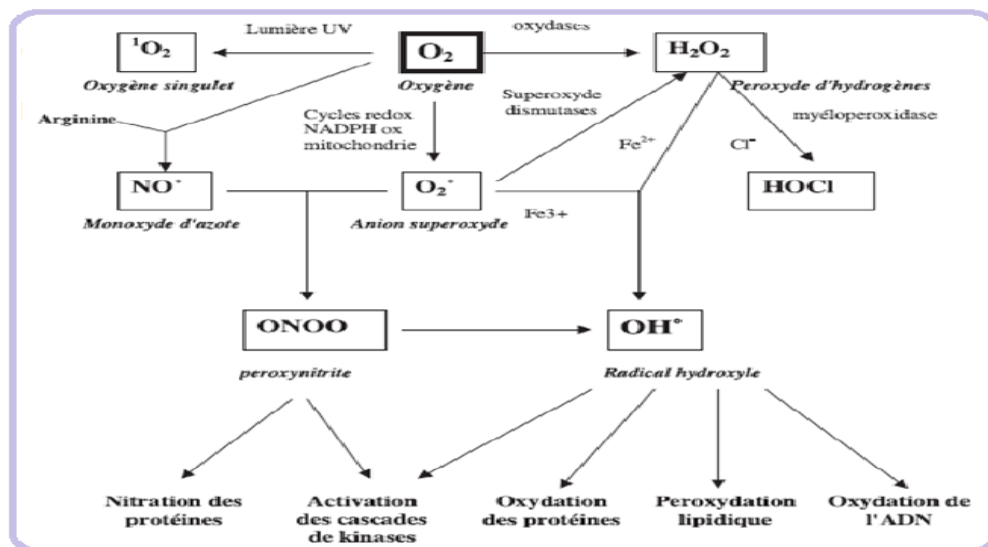 Lumière UV
oxydases
¹O₂
O₂
H₂O₂
Oxygène singulet
Oxygène
Peroxyde d'hydrogènes
Arginine
Cycles redox
NADPH ox
mitochondrie
Superoxyde
dismutases
myéloperoxidase
Fe²⁺
Cl⁻
NO˙
O₂˙
HOCl
Monoxyde d'azote
Anion superoxyde
Fe3+
ONOO
OH°
peroxynitrite
Radical hydroxyle
Nitration des
protéines
Activation
des cascades
de kinases
Oxydation
des protéines
Peroxydation
lipidique
Oxydation de
l'ADN